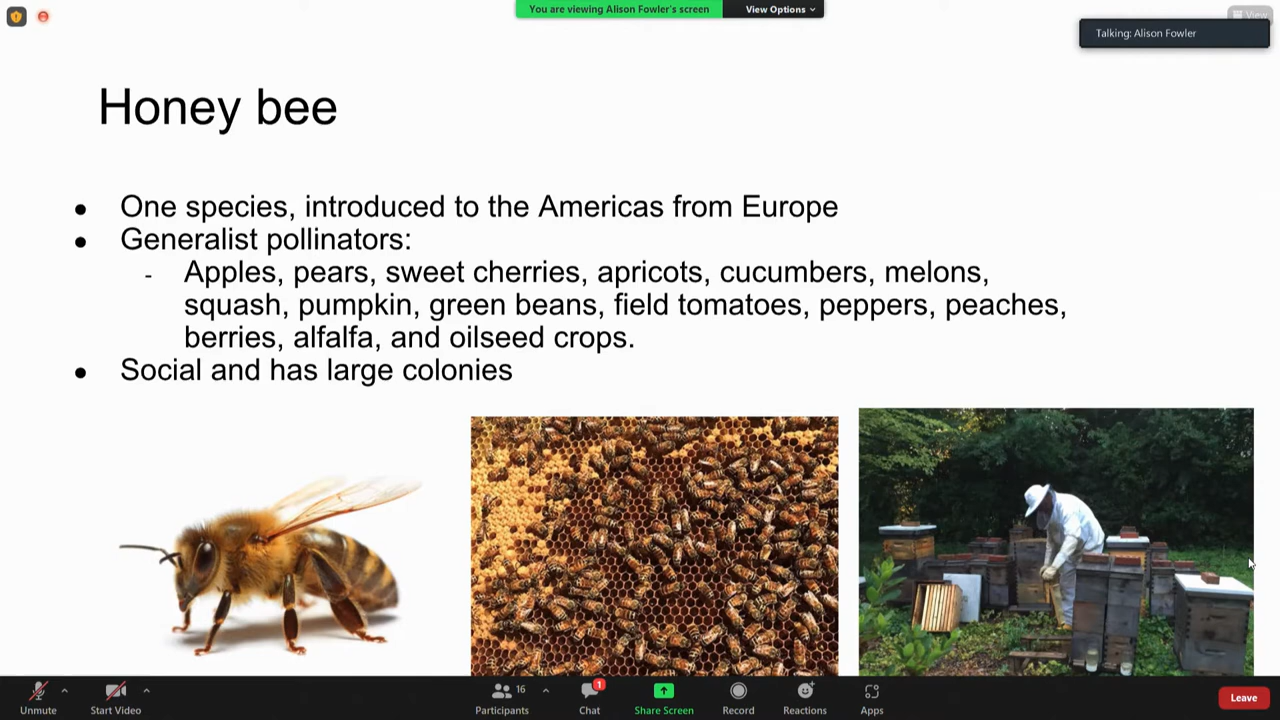 You are viewing Alison Fowler's screen
View Options
View
Talking: Alison Fowler
Honey bee
● One species, introduced to the Americas from Europe
● Generalist pollinators:
- Apples, pears, sweet cherries, apricots, cucumbers, melons,
squash, pumpkin, green beans, field tomatoes, peppers, peaches,
berries, alfalfa, and oilseed crops.
● Social and has large colonies
Unmute
Start Video
Participants
16
Chat
1
Share Screen
Record
Reactions
Apps
Leave